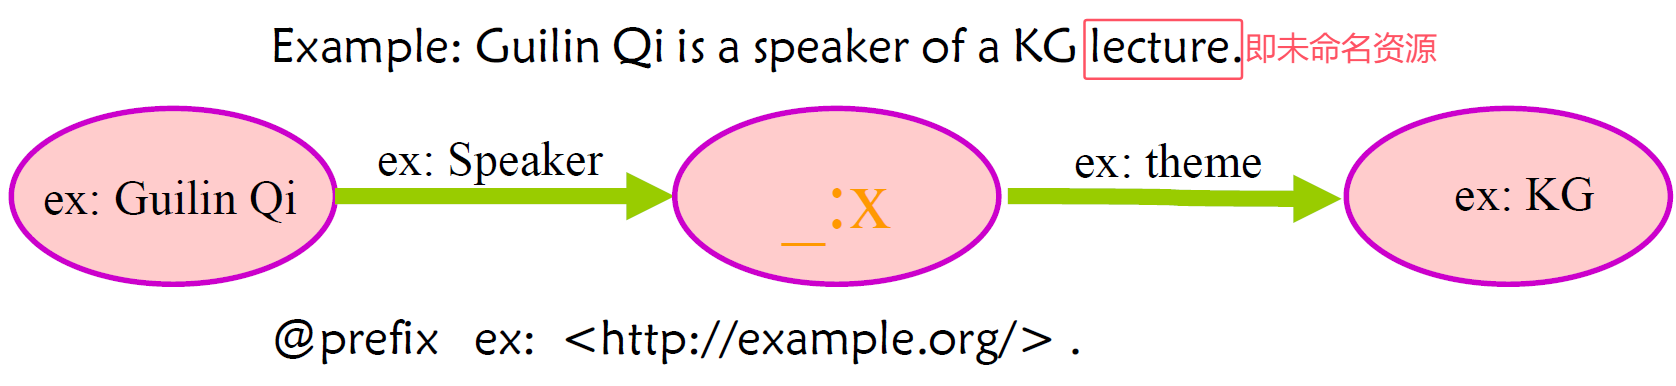 Example: Guilin Qi is a speaker of a KG lecture.即未命名资源
ex: Speaker
ex: theme
ex: Guilin Qi
_:x
ex: KG
@prefix ex: <http://example.org/> .